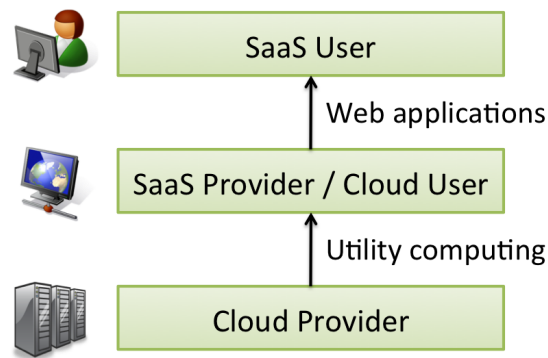 SaaS User
Web applications
SaaS Provider / Cloud User
Utility computing
Cloud Provider